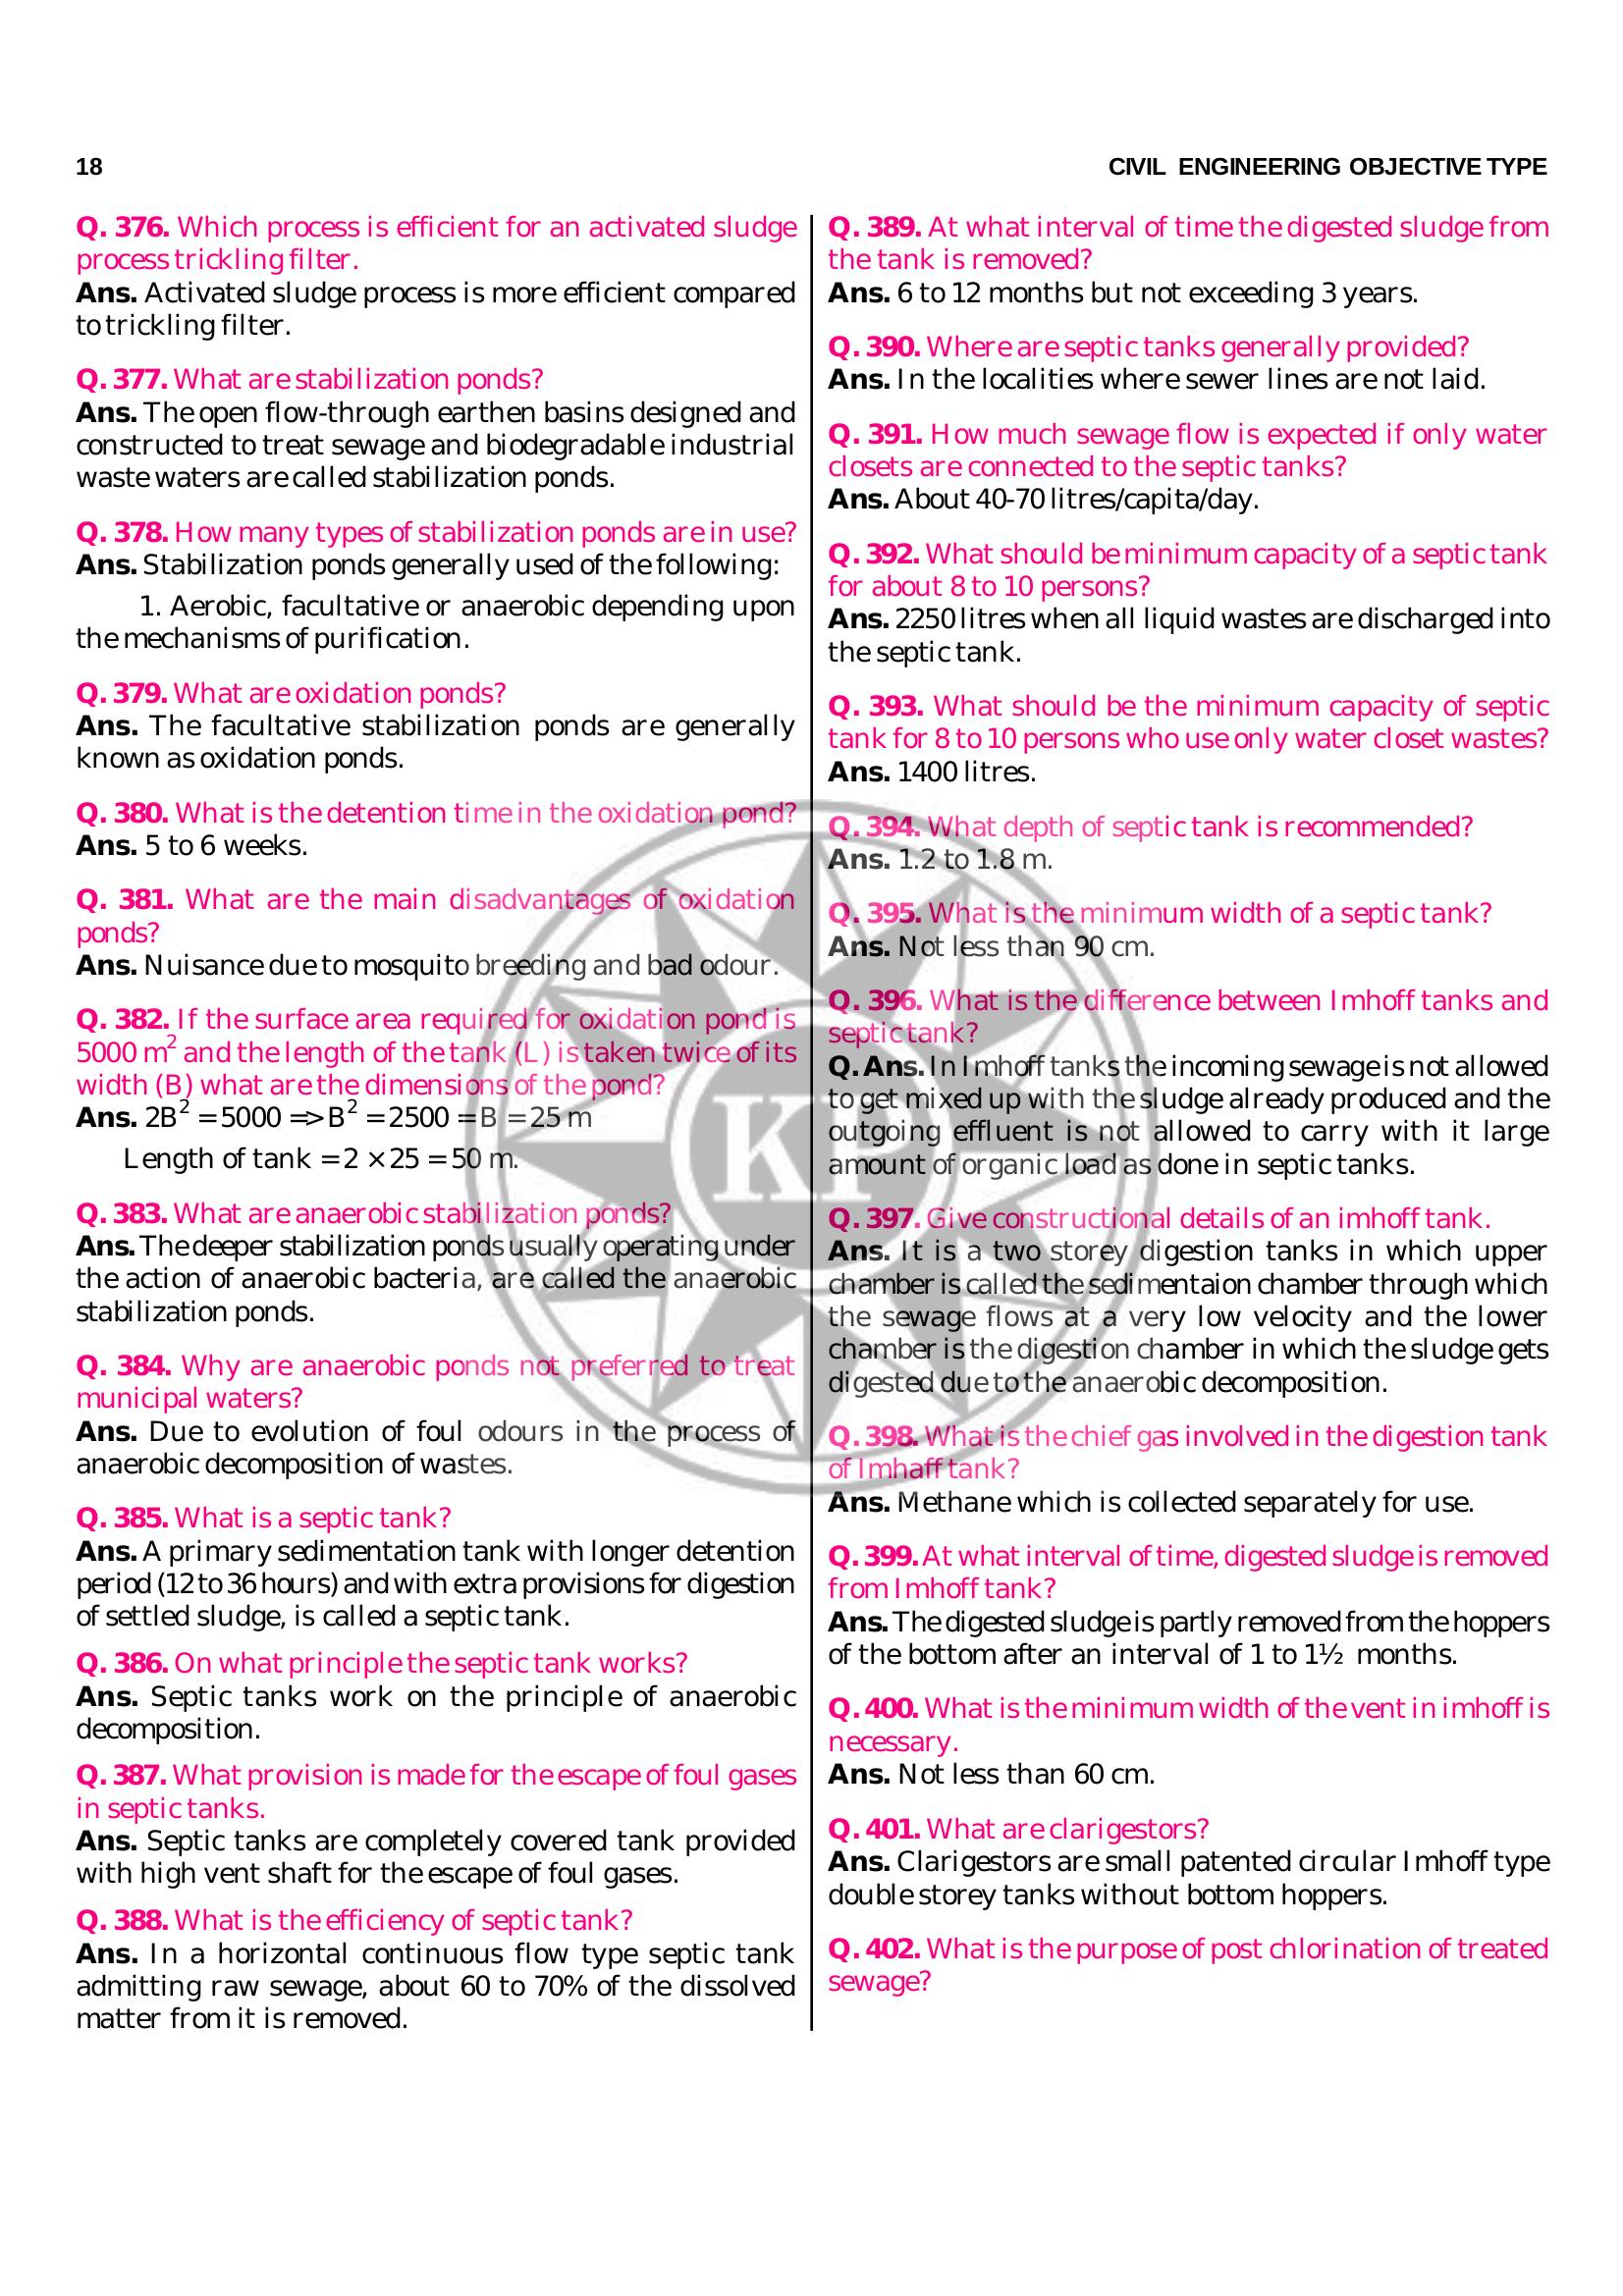 18
CIVIL ENGINEERING OBJECTIVE TYPE
Q. 376. Which process is efficient for an activated sludge
process trickling filter.
Ans. Activated sludge process is more efficient compared
to trickling filter.
Q. 377. What are stabilization ponds?
Ans. The open flow-through earthen basins designed and
constructed to treat sewage and biodegradable industrial
waste waters are called stabilization ponds.
Q. 378. How many types of stabilization ponds are in use?
Ans. Stabilization ponds generally used of the following:
1. Aerobic, facultative or anaerobic depending upon
the mechanisms of purification.
Q. 379. What are oxidation ponds?
Ans. The facultative stabilization ponds are generally
known as oxidation ponds.
Q. 380. What is the detention time in the oxidation pond?
Ans. 5 to 6 weeks.
Q. 381. What are the main disadvantages of oxidation
ponds?
Ans. Nuisance due to mosquito breeding and bad odour.
Q. 382. If the surface area required for oxidation pond is
5000 m² and the length of the tank (L) is taken twice of its
width (B) what are the dimensions of the pond?
Ans. 2B² = 5000 => B² = 2500 = B = 25 m
Length of tank = 2 × 25 = 50 m.
Q. 383. What are anaerobic stabilization ponds?
Ans. The deeper stabilization ponds usually operating under
the action of anaerobic bacteria, are called the anaerobic
stabilization ponds.
Q. 384. Why are anaerobic ponds not preferred to treat
municipal waters?
Ans. Due to evolution of foul odours in the process of
anaerobic decomposition of wastes.
Q. 385. What is a septic tank?
Ans. A primary sedimentation tank with longer detention
period (12 to 36 hours) and with extra provisions for digestion
of settled sludge, is called a septic tank.
Q. 386. On what principle the septic tank works?
Ans. Septic tanks work on the principle of anaerobic
decomposition.
Q. 387. What provision is made for the escape of foul gases
in septic tanks.
Ans. Septic tanks are completely covered tank provided
with high vent shaft for the escape of foul gases.
Q. 388. What is the efficiency of septic tank?
Ans. In a horizontal continuous flow type septic tank
admitting raw sewage, about 60 to 70% of the dissolved
matter from it is removed.
Q. 389. At what interval of time the digested sludge from
the tank is removed?
Ans. 6 to 12 months but not exceeding 3 years.
Q. 390. Where are septic tanks generally provided?
Ans. In the localities where sewer lines are not laid.
Q. 391. How much sewage flow is expected if only water
closets are connected to the septic tanks?
Ans. About 40-70 litres/capita/day.
Q. 392. What should be minimum capacity of a septic tank
for about 8 to 10 persons?
Ans. 2250 litres when all liquid wastes are discharged into
the septic tank.
Q. 393. What should be the minimum capacity of septic
tank for 8 to 10 persons who use only water closet wastes?
Ans. 1400 litres.
Q. 394. What depth of septic tank is recommended?
Ans. 1.2 to 1.8 m.
Q. 395. What is the minimum width of a septic tank?
Ans. Not less than 90 cm.
Q. 396. What is the difference between Imhoff tanks and
septic tank?
Q. Ans. In Imhoff tanks the incoming sewage is not allowed
to get mixed up with the sludge already produced and the
outgoing effluent is not allowed to carry with it large
amount of organic load as done in septic tanks.
Q. 397. Give constructional details of an imhoff tank.
Ans. It is a two storey digestion tanks in which upper
chamber is called the sedimentaion chamber through which
the sewage flows at a very low velocity and the lower
chamber is the digestion chamber in which the sludge gets
digested due to the anaerobic decomposition.
Q. 398. What is the chief gas involved in the digestion tank
of Imhaff tank?
Ans. Methane which is collected separately for use.
Q. 399. At what interval of time, digested sludge is removed
from Imhoff tank?
Ans. The digested sludge is partly removed from the hoppers
of the bottom after an interval of 1 to 1½ months.
Q. 400. What is the minimum width of the vent in imhoff is
necessary.
Ans. Not less than 60 cm.
Q. 401. What are clarigestors?
Ans. Clarigestors are small patented circular Imhoff type
double storey tanks without bottom hoppers.
Q. 402. What is the purpose of post chlorination of treated
sewage?
KP